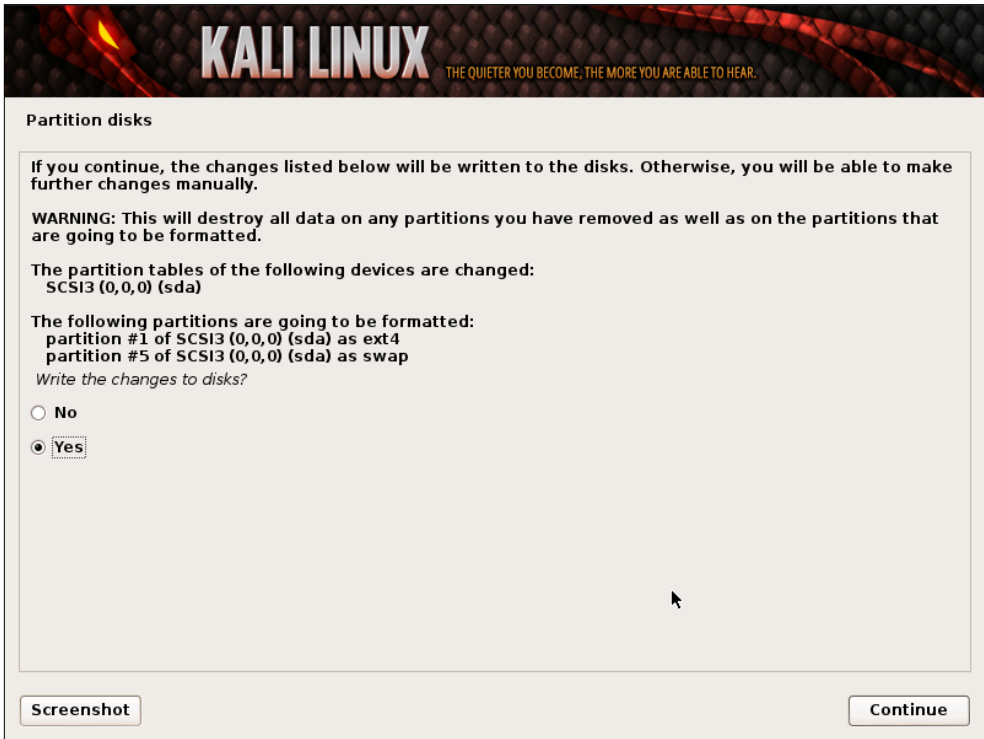 KALI LINUX
THE QUIETER YOU BECOME, THE MORE YOU ARE ABLE TO HEAR.
Partition disks
If you continue, the changes listed below will be written to the disks. Otherwise, you will be able to make
further changes manually.
WARNING: This will destroy all data on any partitions you have removed as well as on the partitions that
are going to be formatted.
The partition tables of the following devices are changed:
SCSI3 (0,0,0) (sda)
The following partitions are going to be formatted:
partition #1 of SCSI3 (0,0,0) (sda) as ext4
partition #5 of SCSI3 (0,0,0) (sda) as swap
Write the changes to disks?
No
Yes
Screenshot
Continue